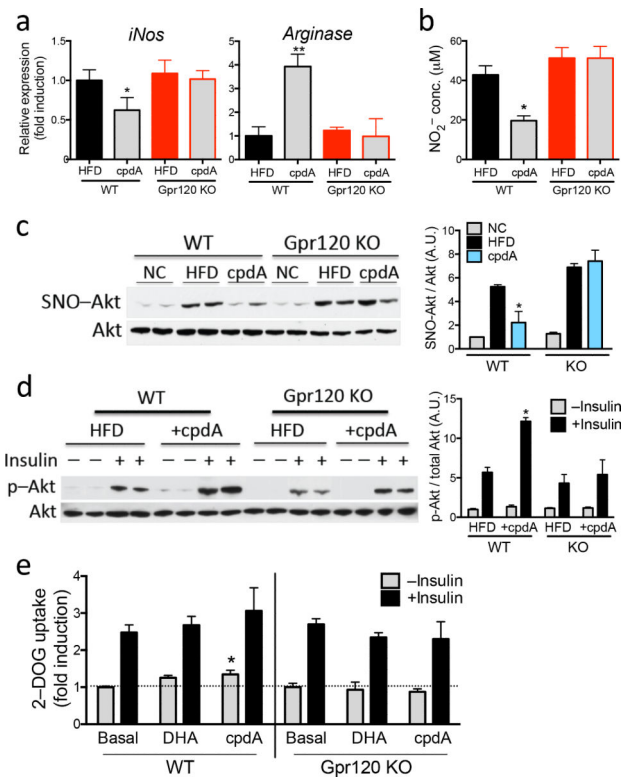 a
iNos
Arginase
Relative expression
(fold induction)
1.5
1.0
0.5
0.0
*
HFD
cpdA
HFD
cpdA
WT
Gpr120 KO
5
4
3
2
1
0
**
HFD
cpdA
HFD
cpdA
WT
Gpr120 KO
b
NO₂⁻ conc. (μM)
60
40
20
0
*
HFD
cpdA
HFD
cpdA
WT
Gpr120 KO
c
WT
Gpr120 KO
NC
HFD
cpdA
NC
HFD
cpdA
SNO–Akt
Akt
NC
HFD
cpdA
SNO-Akt / Akt (A.U.)
8
6
4
2
0
*
WT
KO
d
WT
Gpr120 KO
HFD
+cpdA
HFD
+cpdA
Insulin
– – + + – – + + – – + + – – + +
p–Akt
Akt
–Insulin
+Insulin
p-Akt / total Akt (A.U.)
15
10
5
0
*
HFD
+cpdA
HFD
+cpdA
WT
KO
e
–Insulin
+Insulin
2–DOG uptake
(fold induction)
4
3
2
1
0
*
Basal
DHA
cpdA
Basal
DHA
cpdA
WT
Gpr120 KO